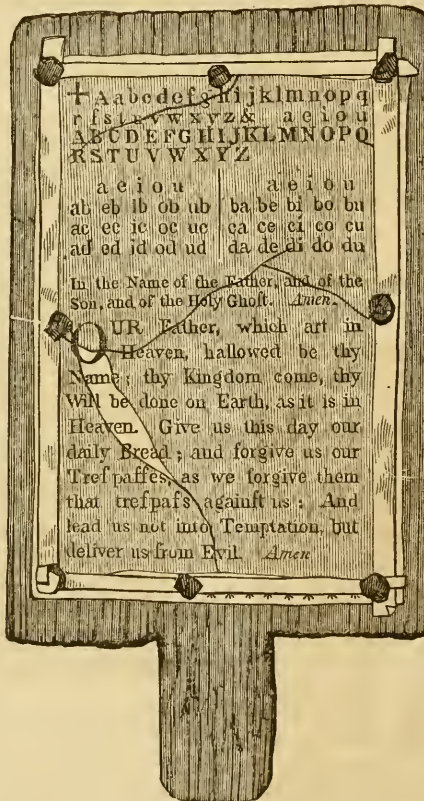 ✝ A a b c d e f g h i j k l m n o p q
r ſ s t u v w x y z & a e i o u
A B C D E F G H I J K L M N O P Q
R S T U V W X Y Z
a e i o u a e i o u
ab eb ib ob ub ba be bi bo bu
ac ec ic oc uc ca ce ci co cu
ad ed id od ud da de di do du
In the Name of the Father, and of the
Son, and of the Holy Ghoſt. Amen.
OUR Father, which art in
Heaven, hallowed be thy
Name; thy Kingdom come, thy
Will be done on Earth, as it is in
Heaven. Give us this day our
daily Bread; and forgive us our
Treſpaſſes, as we forgive them
that treſpaſs againſt us: And
lead us not into Temptation, but
deliver us from Evil. Amen